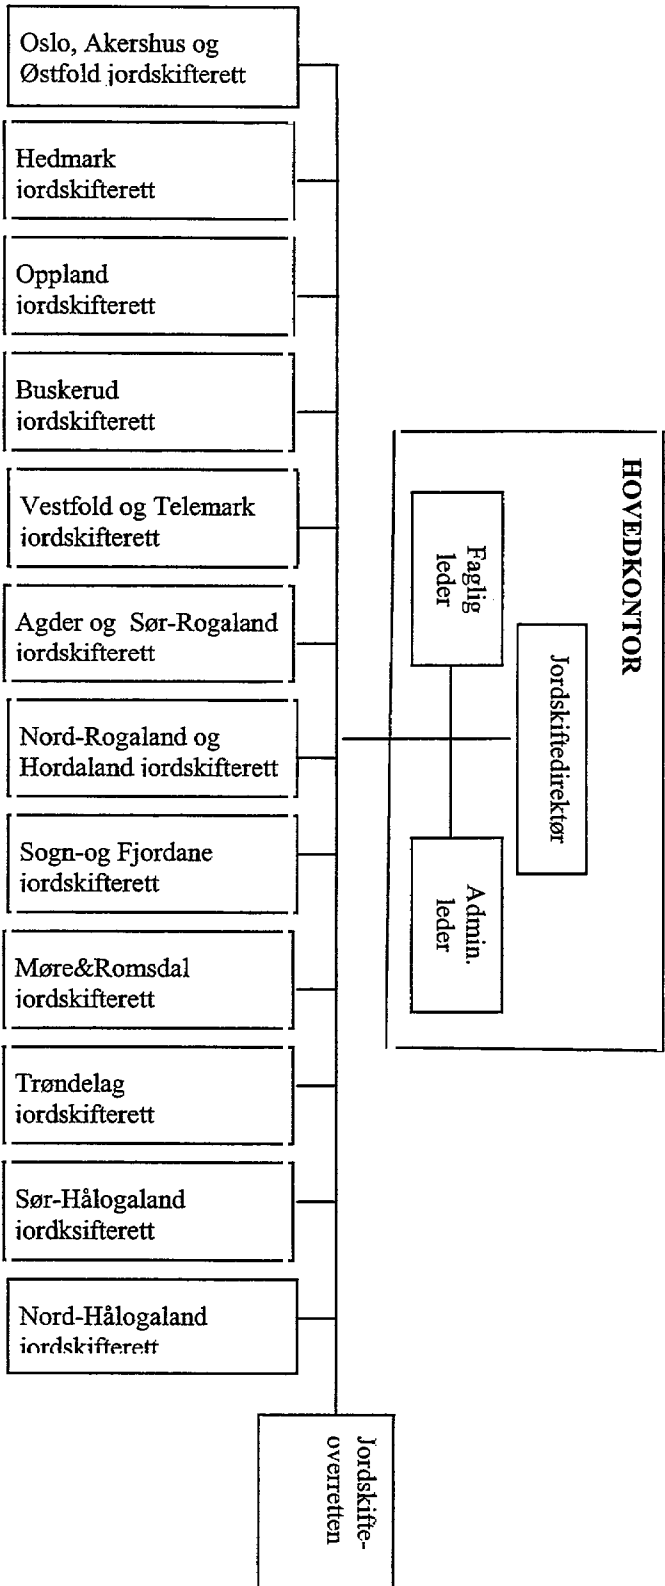 HOVEDKONTOR
Jordskiftedirektør
Faglig
leder
Admin.
leder
Oslo, Akershus og
Østfold jordskifterett
Hedmark
jordskifterett
Oppland
jordskifterett
Buskerud
jordskifterett
Vestfold og Telemark
jordskifterett
Agder og Sør-Rogaland
jordskifterett
Nord-Rogaland og
Hordaland jordskifterett
Sogn-og Fjordane
jordskifterett
Møre&Romsdal
jordskifterett
Trøndelag
jordskifterett
Sør-Hålogaland
jordksifterett
Nord-Hålogaland
jordskifterett
Jordskifte-
overretten